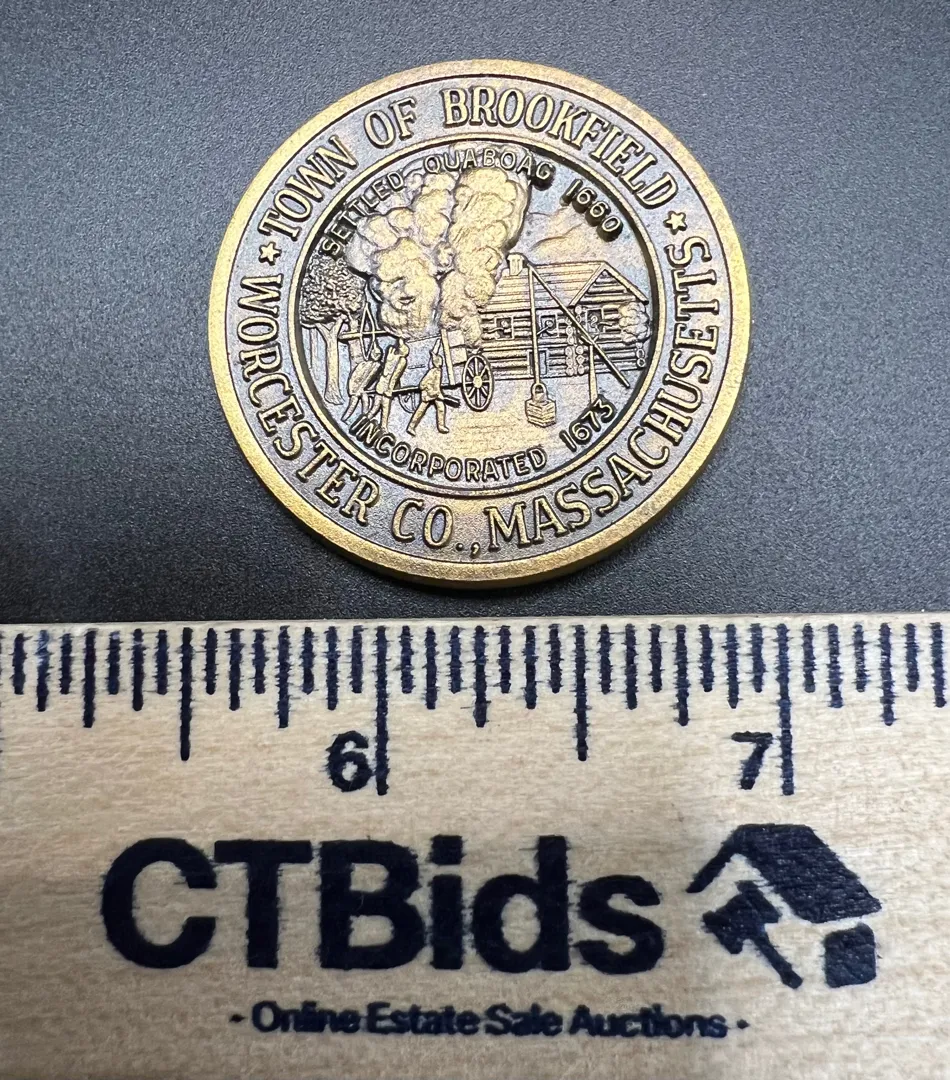 TOWN OF BROOKFIELD
SETTLED QUABOAG 1660
INCORPORATED 1673
WORCESTER CO., MASSACHUSETTS
6 7
CTBids
- Online Estate Sale Auctions -